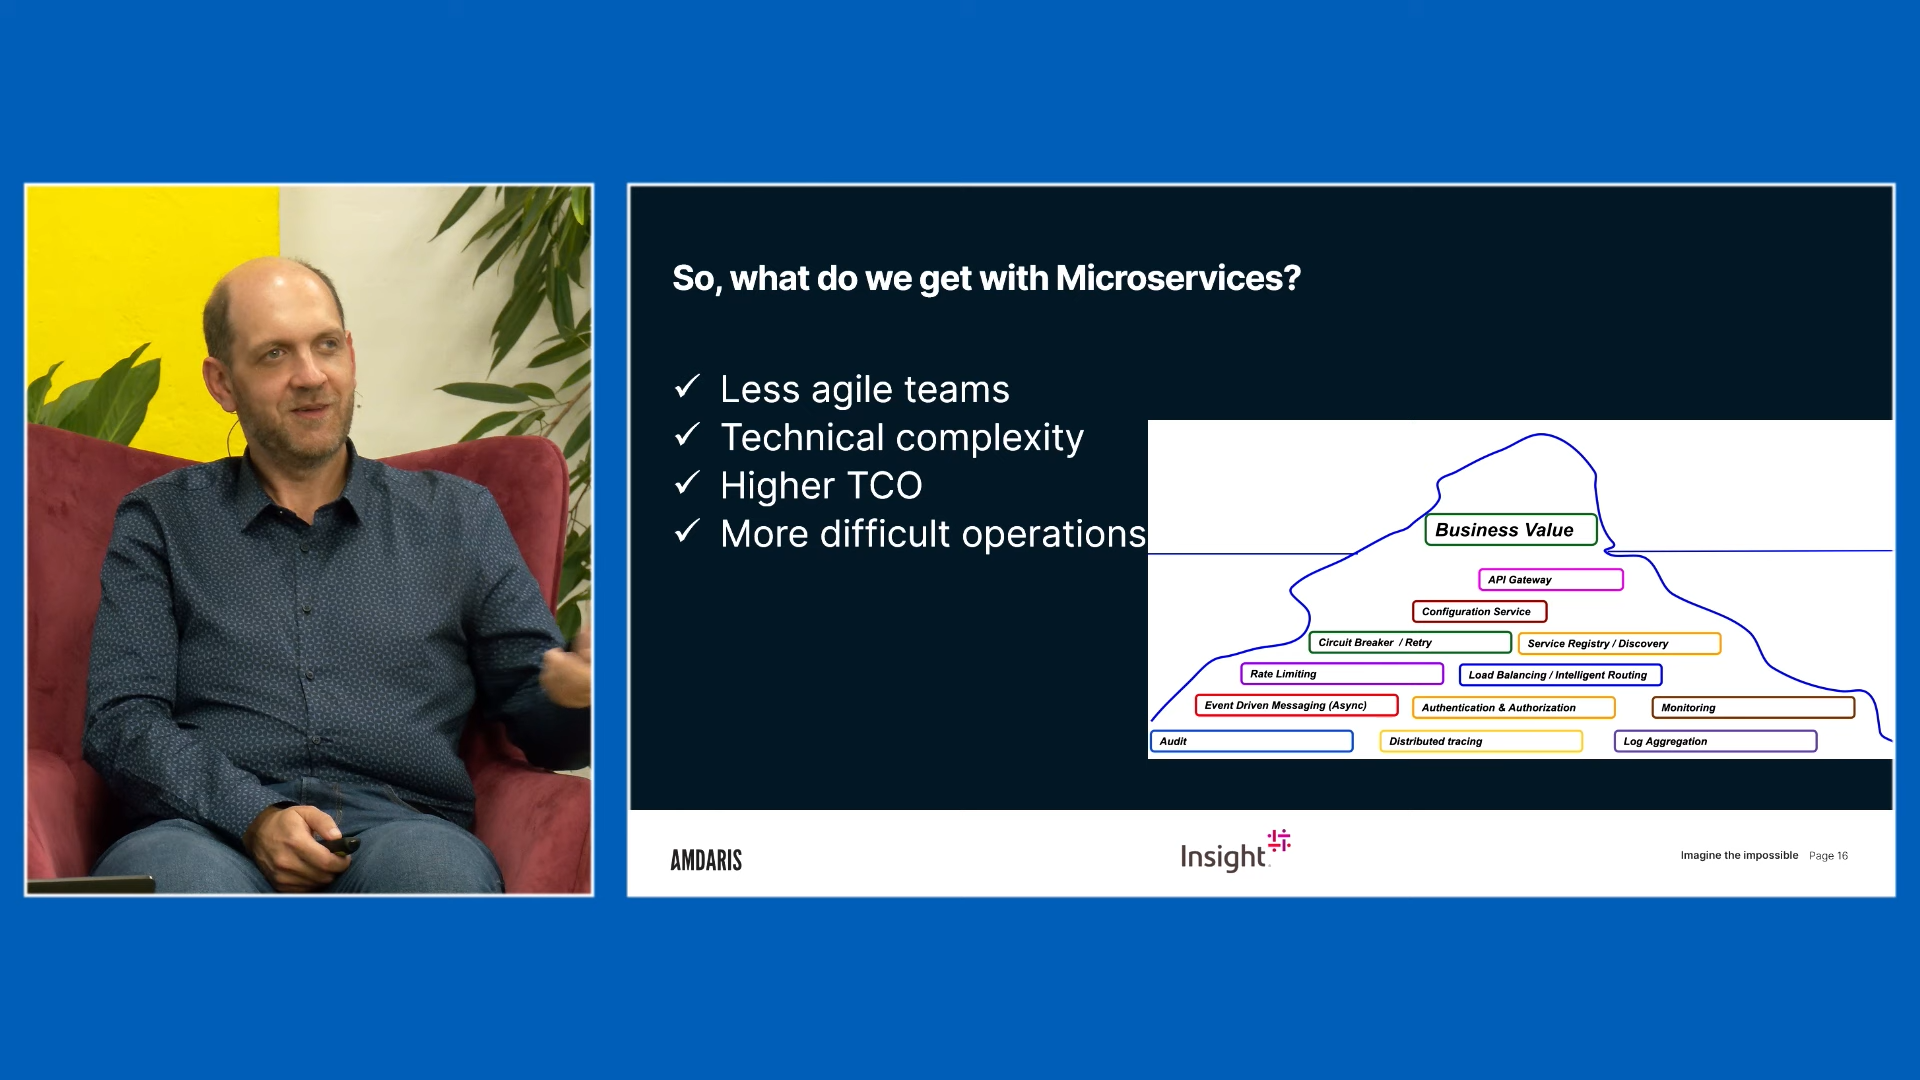 So, what do we get with Microservices?
✓ Less agile teams
✓ Technical complexity
✓ Higher TCO
✓ More difficult operations
Business Value
API Gateway
Configuration Service
Circuit Breaker / Retry
Service Registry / Discovery
Rate Limiting
Load Balancing / Intelligent Routing
Event Driven Messaging (Async)
Authentication & Authorization
Monitoring
Audit
Distributed tracing
Log Aggregation
AMDARIS
Insight
Imagine the impossible Page 16